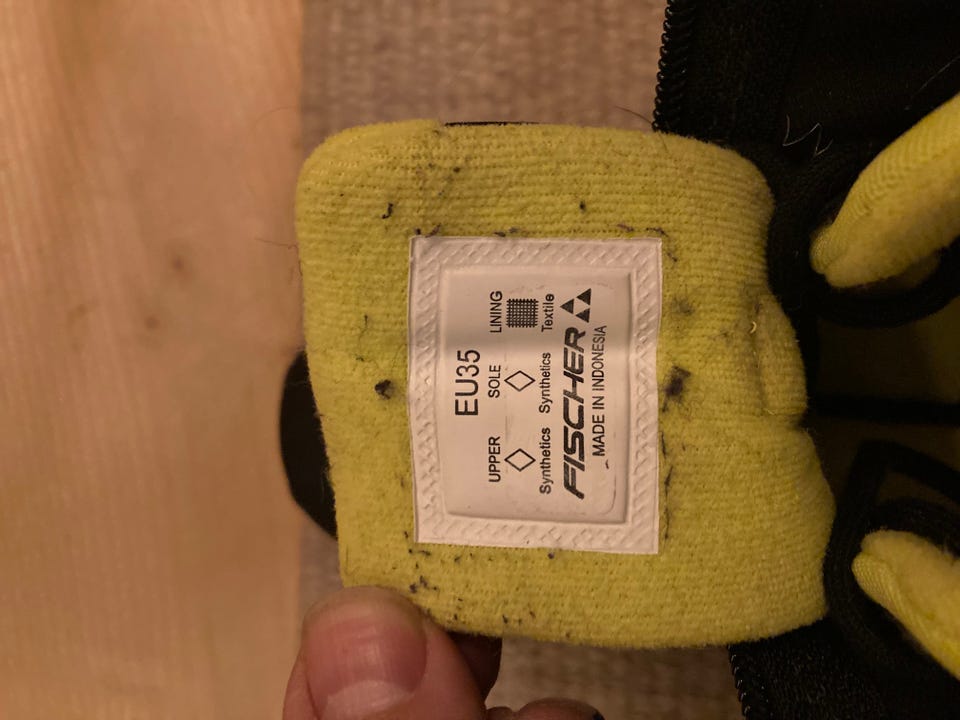 EU35
UPPER SOLE LINING
Synthetics Synthetics Textile
FISCHER
MADE IN INDONESIA